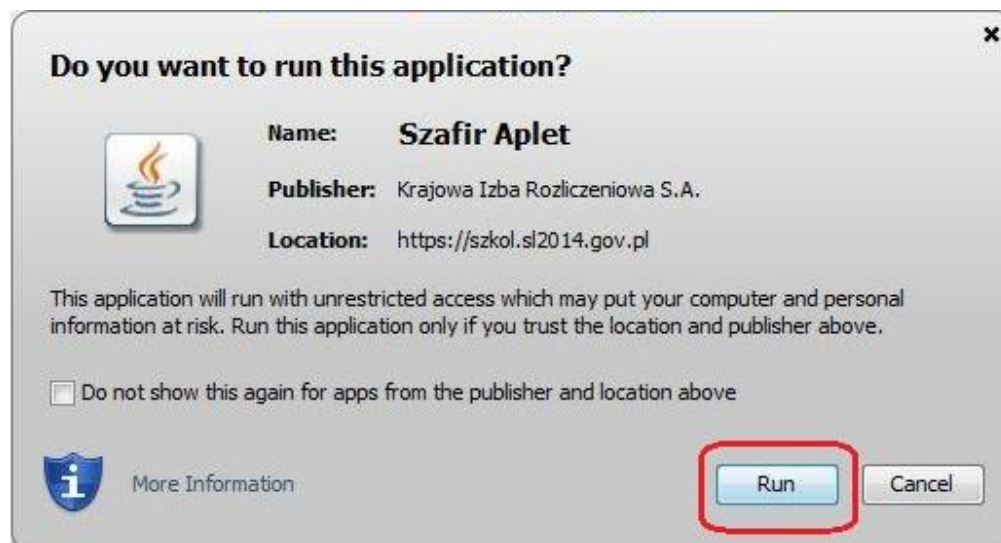 Do you want to run this application?
Name: Szafir Aplet
Publisher: Krajowa Izba Rozliczeniowa S.A.
Location: https://szkol.sl2014.gov.pl
This application will run with unrestricted access which may put your computer and personal
information at risk. Run this application only if you trust the location and publisher above.
Do not show this again for apps from the publisher and location above
More Information
Run
Cancel